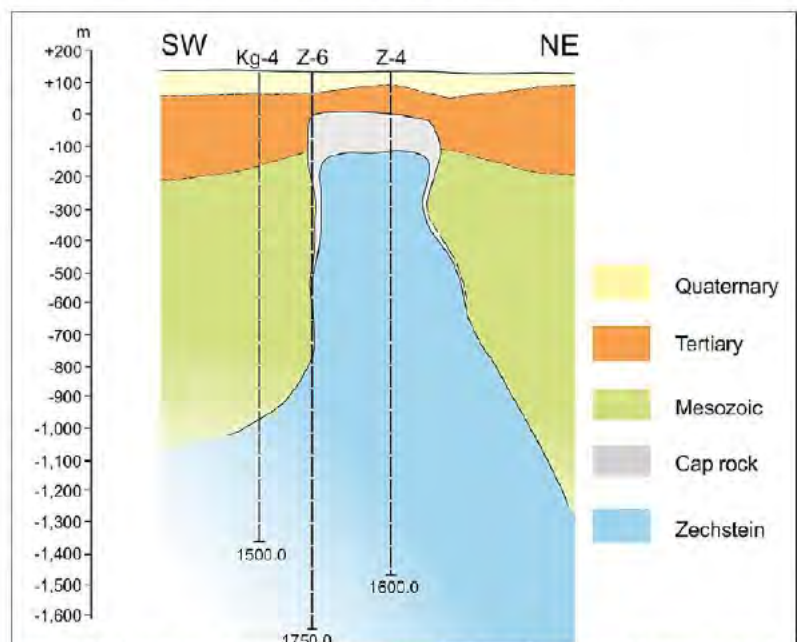 m
SW
NE
Kg-4
Z-6
Z-4
+200
+100
0
-100
-200
-300
-400
-500
-600
-700
-800
-900
-1,000
-1,100
-1,200
-1,300
-1,400
-1,500
-1,600
1500.0
1600.0
1750.0
Quaternary
Tertiary
Mesozoic
Cap rock
Zechstein